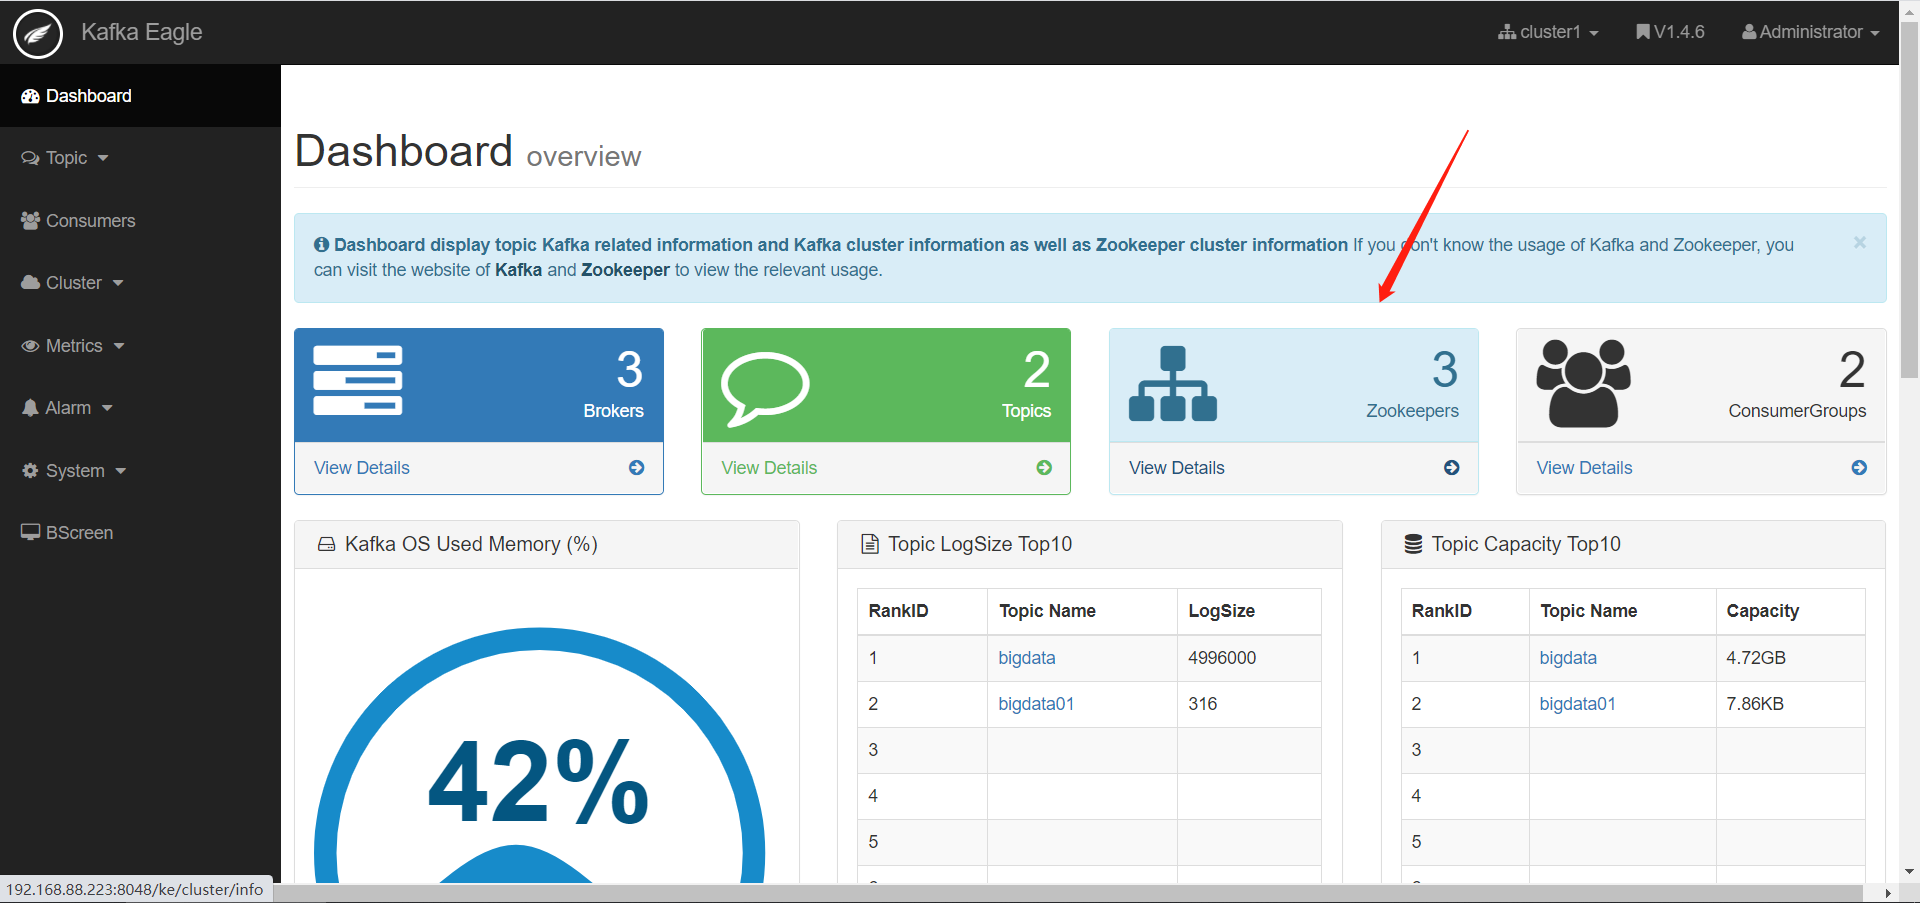 Kafka Eagle
cluster1
V1.4.6
Administrator
Dashboard
Topic
Consumers
Cluster
Metrics
Alarm
System
BScreen
Dashboard overview
Dashboard display topic Kafka related information and Kafka cluster information as well as Zookeeper cluster information If you don't know the usage of Kafka and Zookeeper, you
can visit the website of Kafka and Zookeeper to view the relevant usage.
×
3
Brokers
View Details
2
Topics
View Details
3
Zookeepers
View Details
2
ConsumerGroups
View Details
Kafka OS Used Memory (%)
42%
Topic LogSize Top10
RankID Topic Name LogSize
1 bigdata 4996000
2 bigdata01 316
3
4
5
Topic Capacity Top10
RankID Topic Name Capacity
1 bigdata 4.72GB
2 bigdata01 7.86KB
3
4
5
192.168.88.223:8048/ke/cluster/info